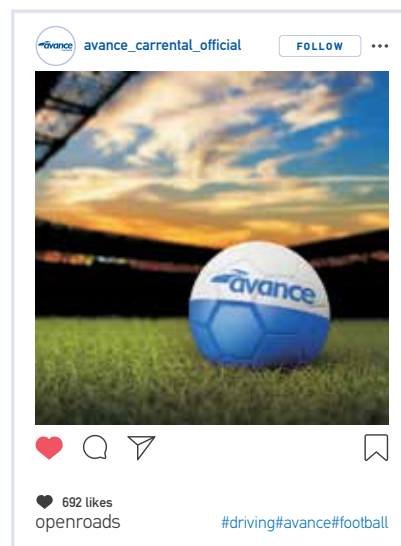 avance avance_carrental_official FOLLOW
avance
692 likes
openroads #driving#avance#football